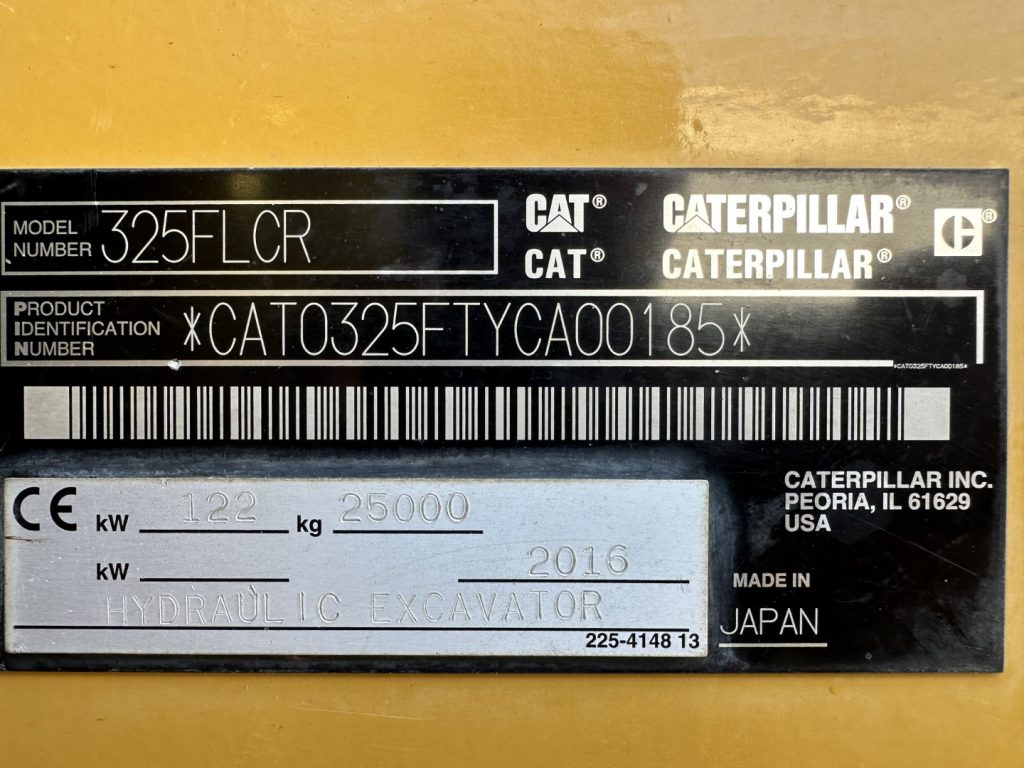 MODEL NUMBER 325FLCR
CAT® CATERPILLAR® C®
CAT® CATERPILLAR®
PRODUCT IDENTIFICATION NUMBER *CAT0325FTYCA00185*
*CAT0325FTYCA00185*
CATERPILLAR INC.
PEORIA, IL 61629
USA
CE kW 122 kg 25000
kW 2016
HYDRAULIC EXCAVATOR
225-4148 13
MADE IN
JAPAN